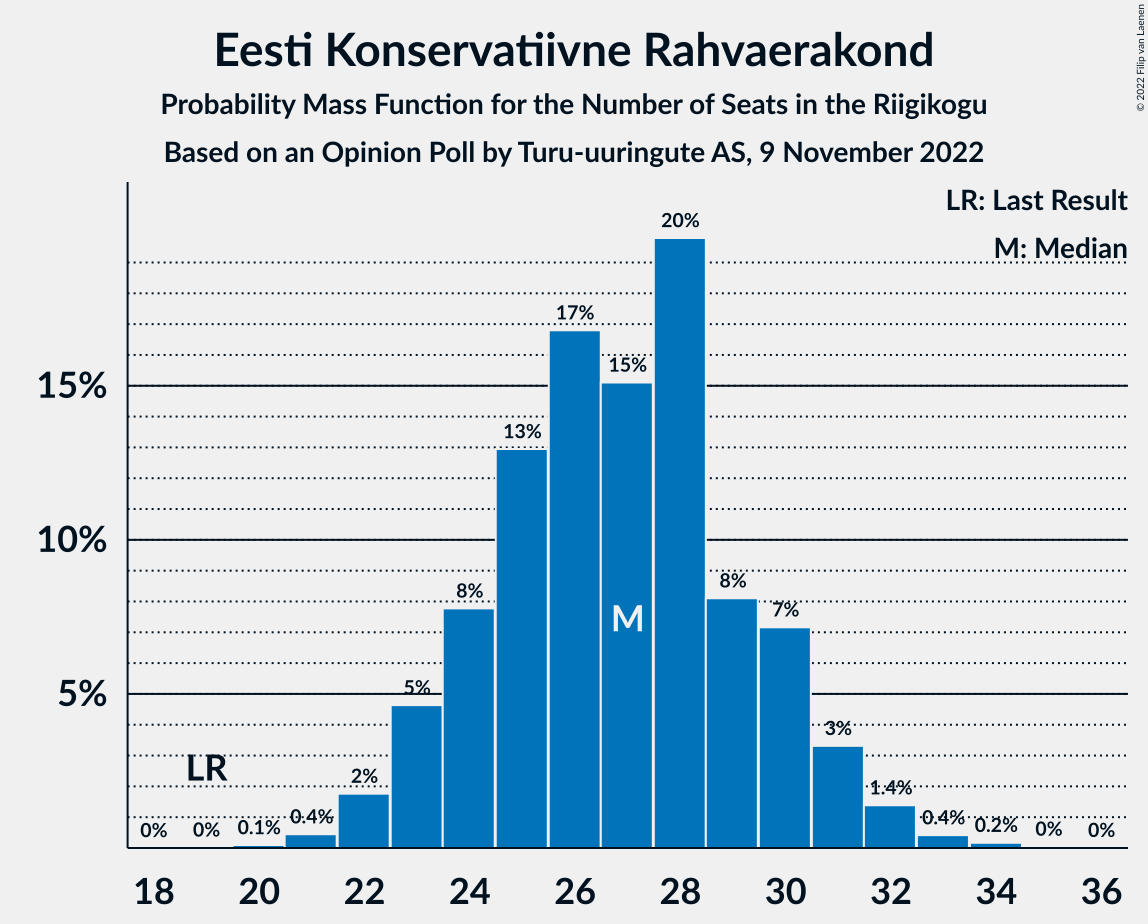 Eesti Konservatiivne Rahvaerakond
Probability Mass Function for the Number of Seats in the Riigikogu
Based on an Opinion Poll by Turu-uuringute AS, 9 November 2022
© 2022 Filip van Laenen
LR: Last Result
M: Median
15%
10%
5%
0%
0%
0.1%
0.4%
2%
5%
8%
13%
17%
15%
20%
8%
7%
3%
1.4%
0.4%
0.2%
0%
0%
LR
M
18 20 22 24 26 28 30 32 34 36